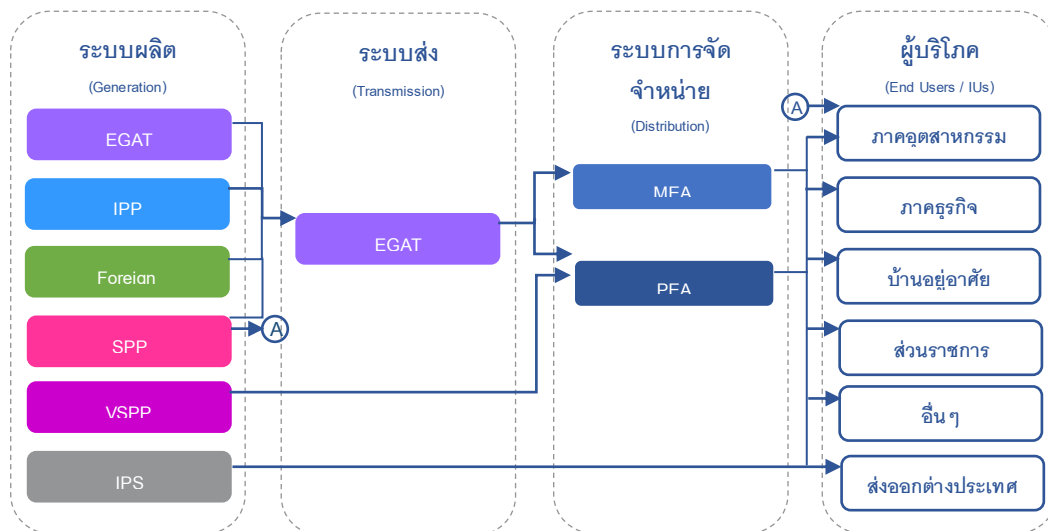 ระบบผลิต
(Generation)
EGAT
IPP
Foreign
SPP
A
VSPP
IPS
ระบบส่ง
(Transmission)
EGAT
ระบบการจัด
จำหน่าย
(Distribution)
MEA
PEA
ผู้บริโภค
(End Users / IUs)
A
ภาคอุตสาหกรรม
ภาคธุรกิจ
บ้านอยู่อาศัย
ส่วนราชการ
อื่น ๆ
ส่งออกต่างประเทศ